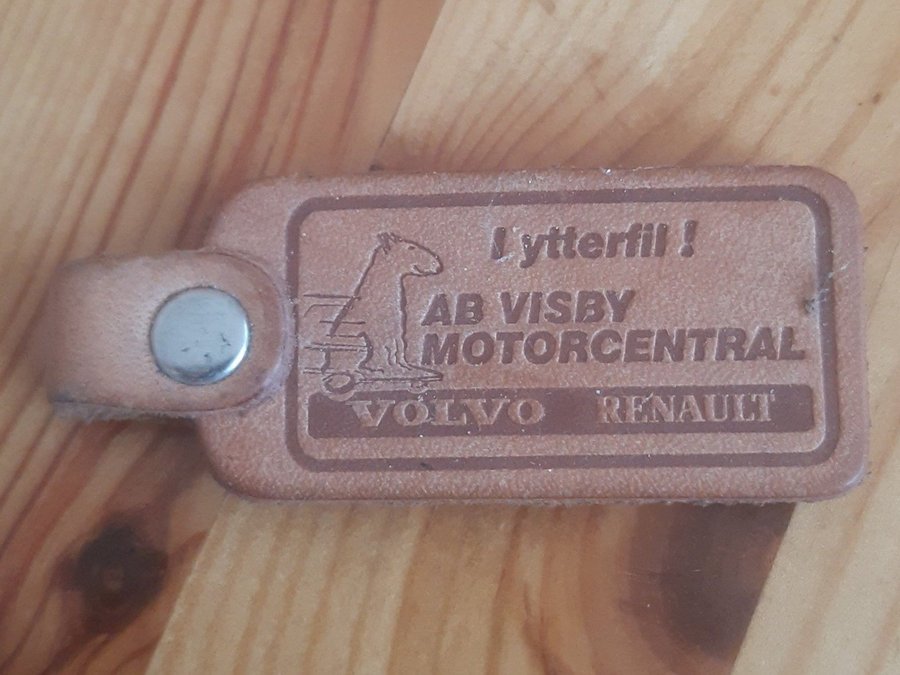 I ytterfil !
AB VISBY
MOTORCENTRAL
VOLVO RENAULT